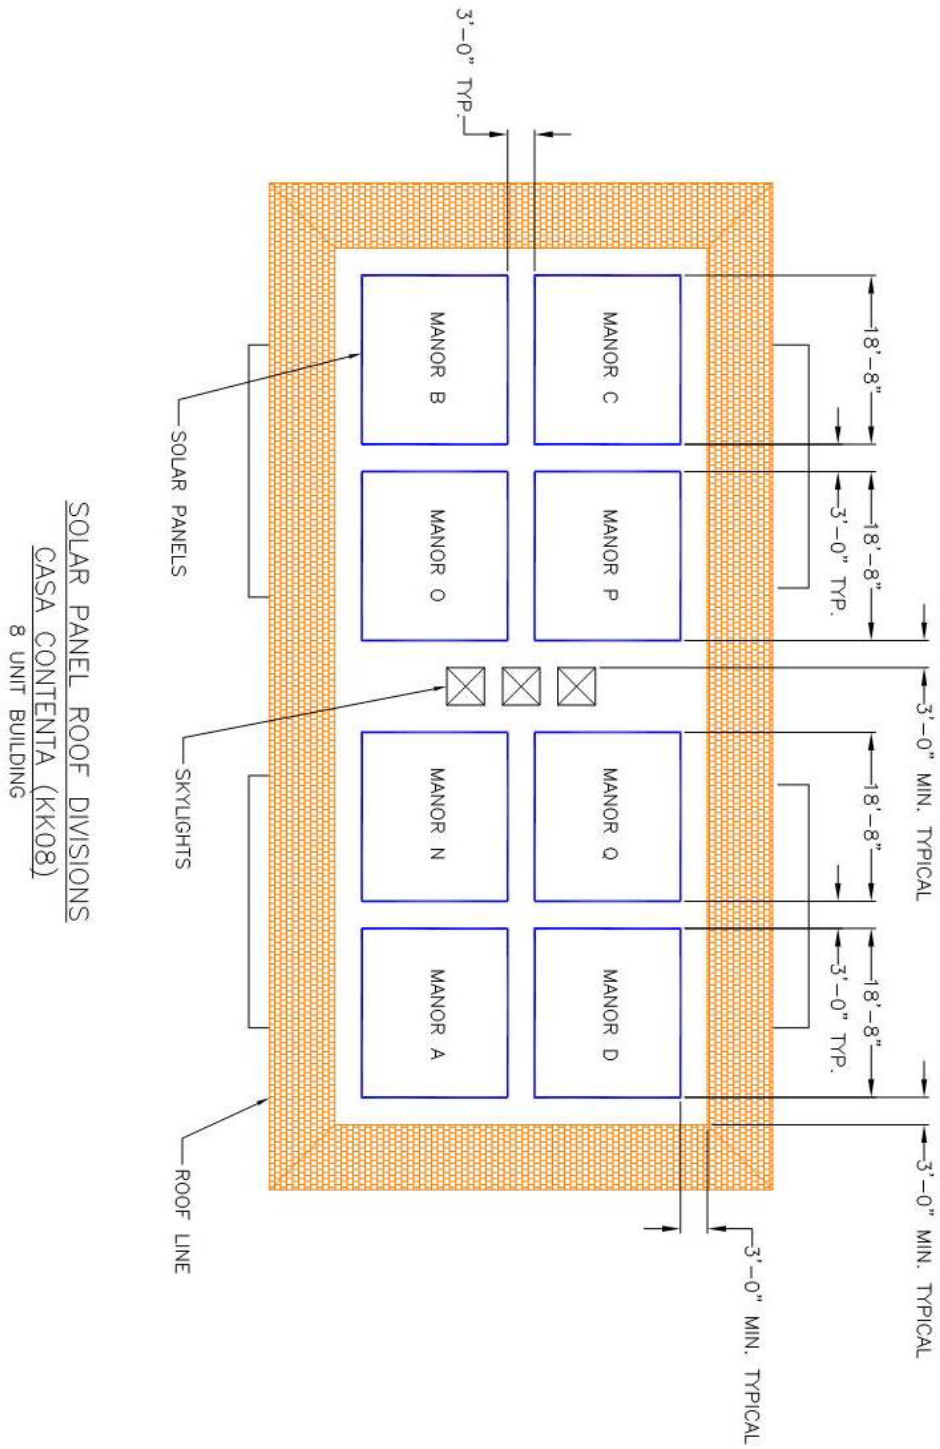 3'-0" MIN. TYPICAL
3'-0" MIN. TYPICAL
18'-8"
18'-8"
18'-8"
18'-8"
3'-0" TYP.
3'-0" TYP.
3'-0" MIN. TYPICAL
MANOR C
MANOR P
MANOR Q
MANOR D
3'-0" TYP.
MANOR B
MANOR O
MANOR N
MANOR A
SOLAR PANELS
SKYLIGHTS
ROOF LINE
SOLAR PANEL ROOF DIVISIONS
CASA CONTENTA (KK08)
8 UNIT BUILDING